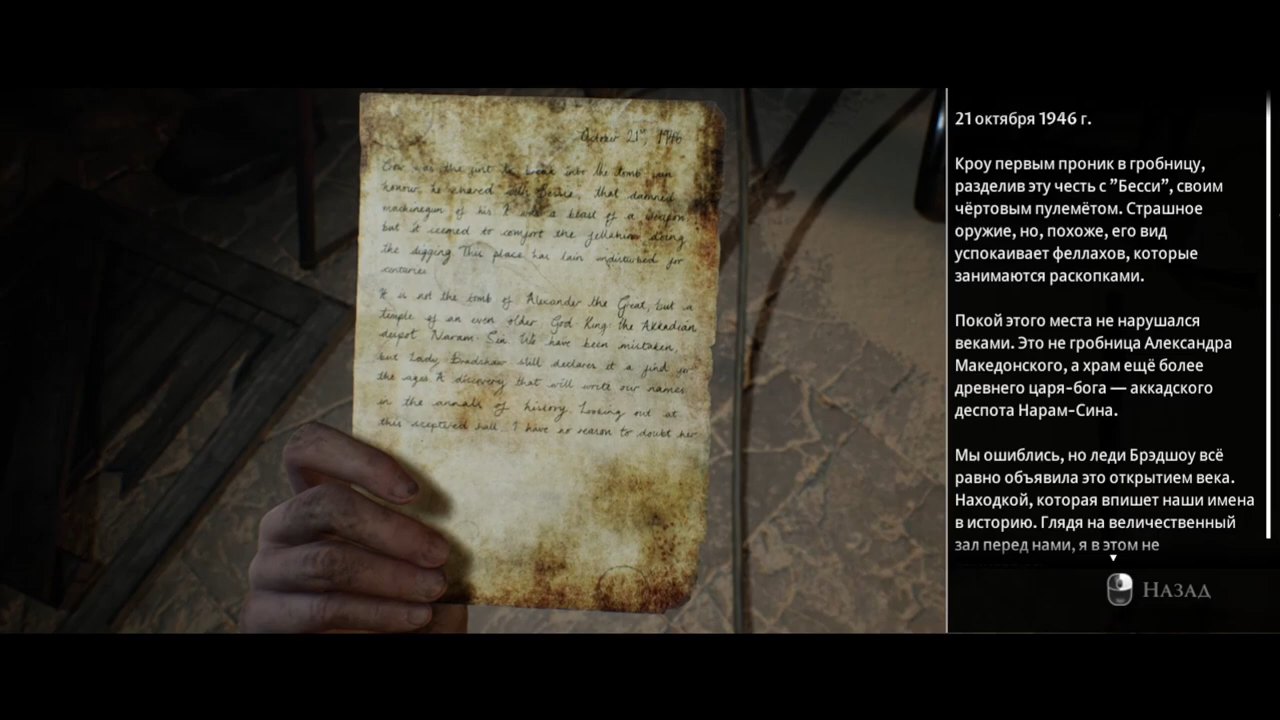 October 21st, 1946
was the first to break into the tomb
honour he shared with Bessie, that damned
machinegun of his. It was a beast of a weapon
but it seemed to comfort the fellahin doing
the digging. This place has lain undisturbed for
centuries.
It is not the tomb of Alexander the Great, but a
temple of an even older God King: the Akkadian
despot Naram-Sin. We have been mistaken,
but Lady Bradshaw still declares it a find for
the ages. A discovery that will write our names
in the annals of history. Looking out at
this sceptered hall, I have no reason to doubt her
21 октября 1946 г.
Кроу первым проник в гробницу,
разделив эту честь с "Бесси", своим
чёртовым пулемётом. Страшное
оружие, но, похоже, его вид
успокаивает феллахов, которые
занимаются раскопками.
Покой этого места не нарушался
веками. Это не гробница Александра
Македонского, а храм ещё более
древнего царя-бога — аккадского
деспота Нарам-Сина.
Мы ошиблись, но леди Брэдшоу всё
равно объявила это открытием века.
Находкой, которая впишет наши имена
в историю. Глядя на величественный
зал перед нами, я в этом не
Назад